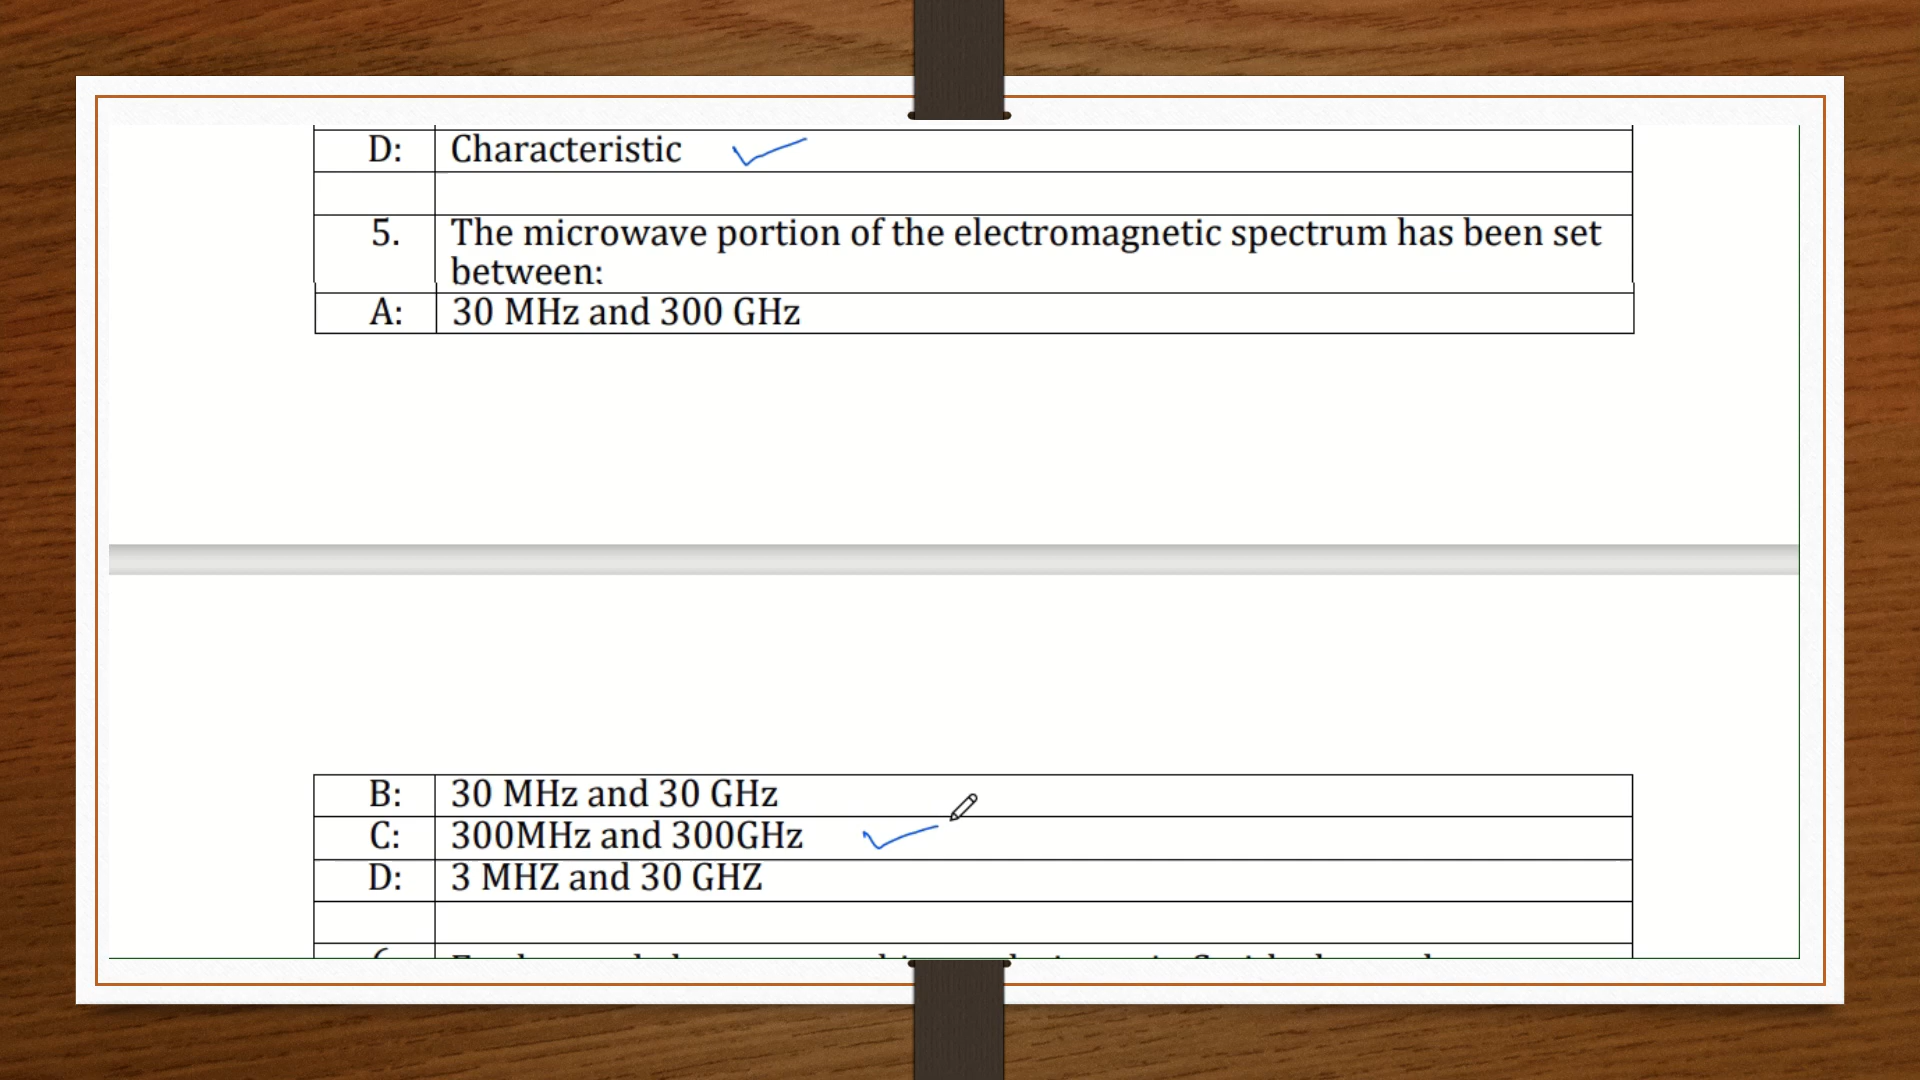 D: Characteristic
5. The microwave portion of the electromagnetic spectrum has been set
between:
A: 30 MHz and 300 GHz
B: 30 MHz and 30 GHz
C: 300MHz and 300GHz
D: 3 MHZ and 30 GHZ